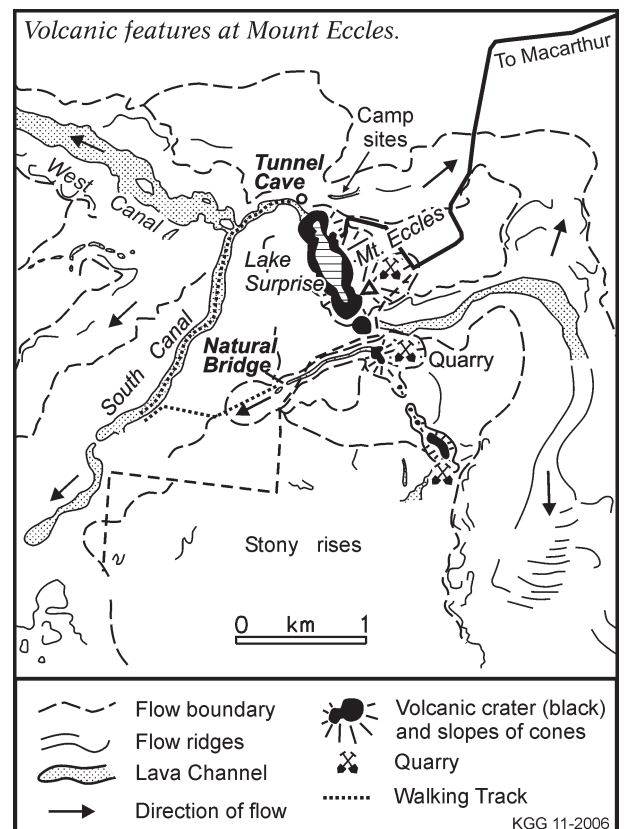 Volcanic features at Mount Eccles.
To Macarthur
Camp
sites
Tunnel
Cave
West Canal
Mt. Eccles
Lake
Surprise
South Canal
Natural
Bridge
Quarry
Stony rises
0 km 1
Flow boundary
Flow ridges
Lava Channel
Direction of flow
Volcanic crater (black)
and slopes of cones
Quarry
Walking Track
KGG 11-2006